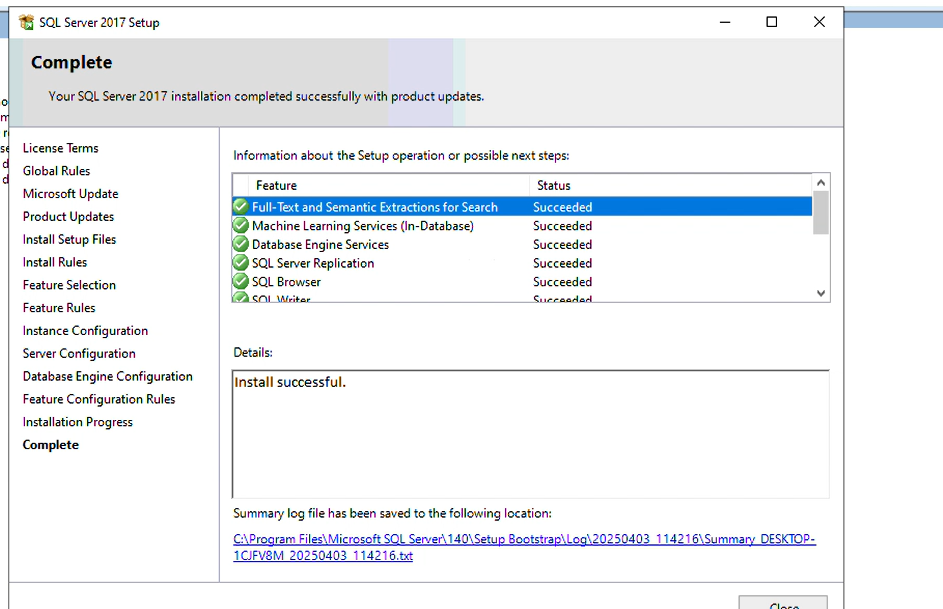 SQL Server 2017 Setup
Complete
Your SQL Server 2017 installation completed successfully with product updates.
License Terms
Global Rules
Microsoft Update
Product Updates
Install Setup Files
Install Rules
Feature Selection
Feature Rules
Instance Configuration
Server Configuration
Database Engine Configuration
Feature Configuration Rules
Installation Progress
Complete
Information about the Setup operation or possible next steps:
Feature Status
Full-Text and Semantic Extractions for Search Succeeded
Machine Learning Services (In-Database) Succeeded
Database Engine Services Succeeded
SQL Server Replication Succeeded
SQL Browser Succeeded
SQL Writer Succeeded
Details:
Install successful.
Summary log file has been saved to the following location:
C:\Program Files\Microsoft SQL Server\140\Setup Bootstrap\Log\20250403_114216\Summary_DESKTOP-
1CJFV8M_20250403_114216.txt
Close